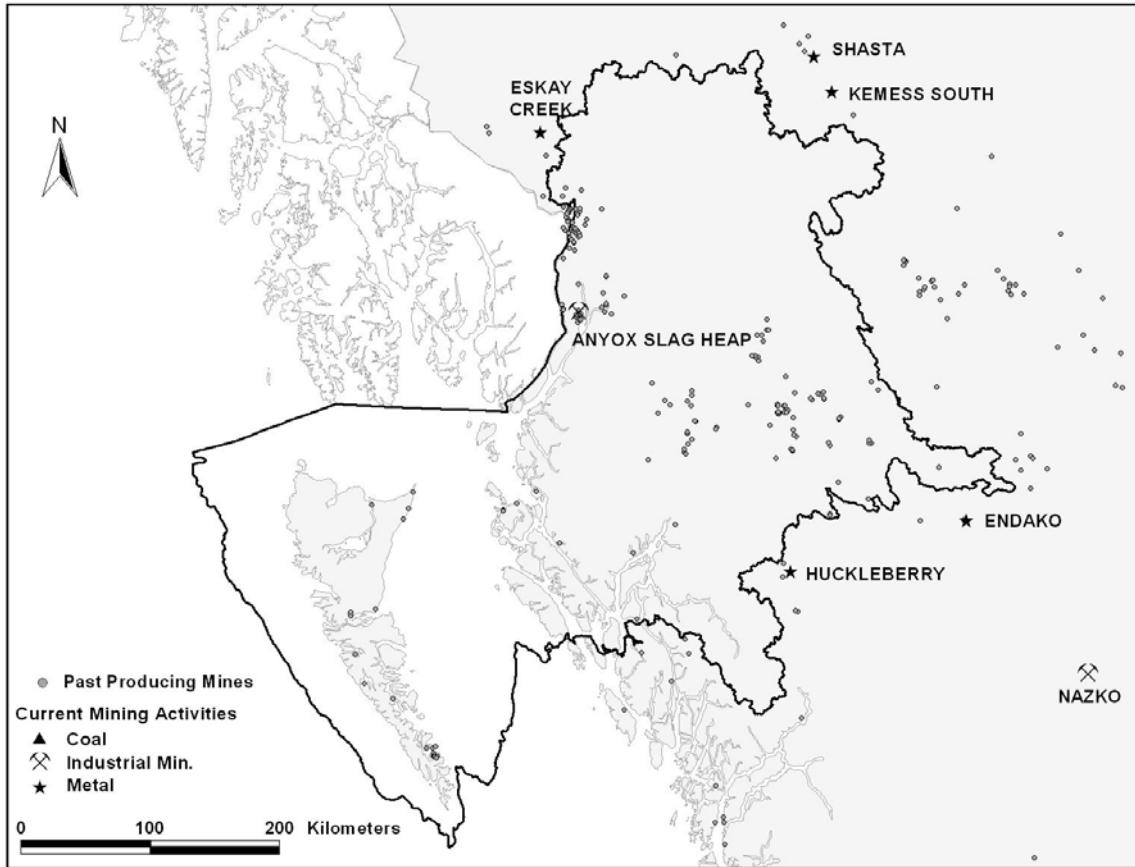 SHASTA
KEMESS SOUTH
ESKAY
CREEK
N
ANYOX SLAG HEAP
ENDAKO
HUCKLEBERRY
NAZKO
Past Producing Mines
Current Mining Activities
Coal
Industrial Min.
Metal
0 100 200 Kilometers